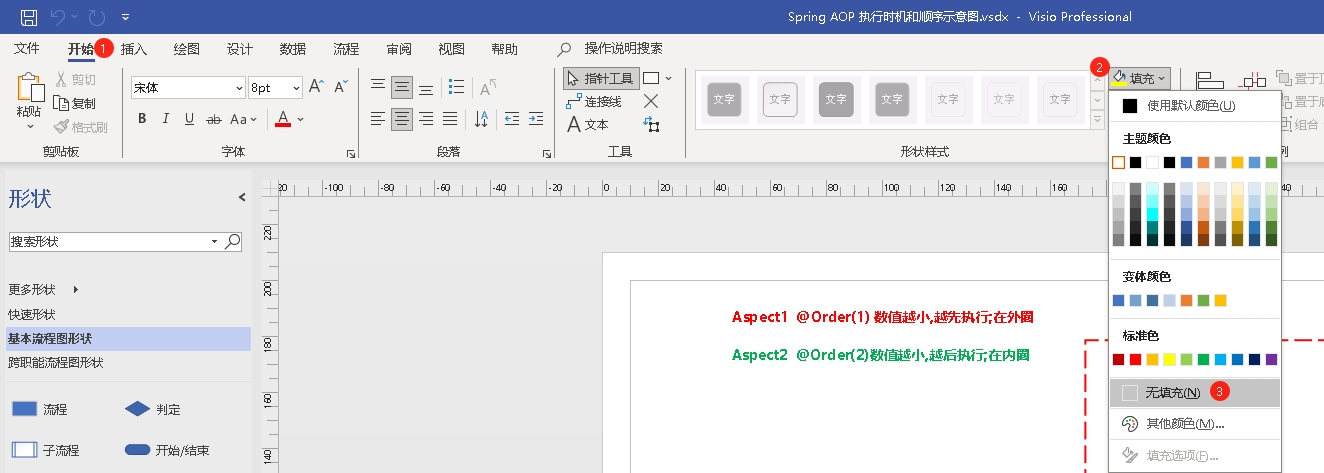 Spring AOP 执行时机和顺序示意图.vsdx - Visio Professional
文件 开始 1 插入 绘图 设计 数据 流程 审阅 视图 帮助 操作说明搜索
粘贴 剪切 复制 格式刷
剪贴板
宋体 8pt A A
B I U ab Aa A
字体
段落
指针工具
连接线
A 文本
工具
文字 文字 文字 文字 文字 文字 文字
形状样式
2 填充
置于
置于
组合
使用默认颜色(U)
主题颜色
变体颜色
标准色
无填充(N) 3
其他颜色(M)...
填充选项(F)...
形状
搜索形状
更多形状
快速形状
基本流程图形状
跨职能流程图形状
流程 判定
子流程 开始/结束
-100 -80 -60 -40 -20 0 20 40 60 80 100 120 140 160
220
200
180
160
140
Aspect1 @Order(1) 数值越小,越先执行;在外圈
Aspect2 @Order(2)数值越小,越后执行;在内圈